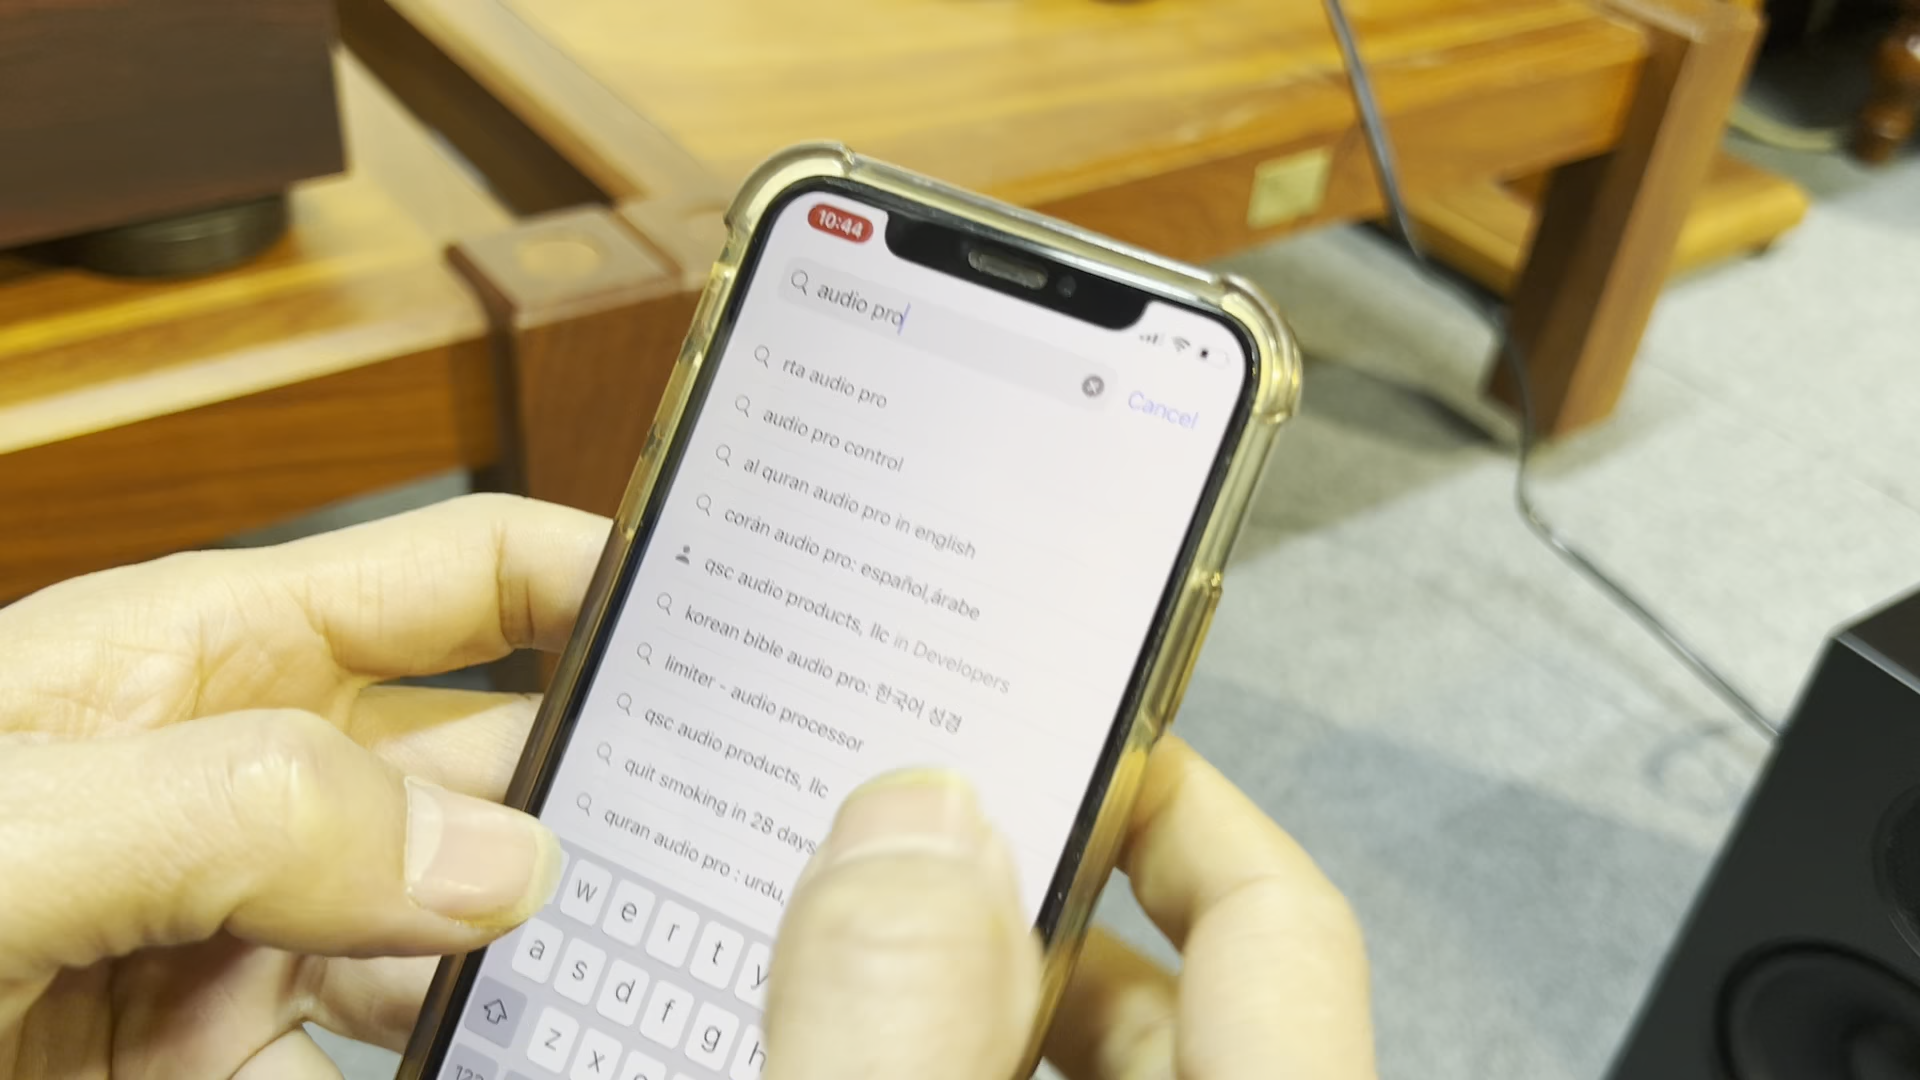 10:44
audio pro
Cancel
rta audio pro
audio pro control
al quran audio pro in english
corán audio pro: español,árabe
qsc audio products, llc in Developers
korean bible audio pro: 한국어 성경
limiter - audio processor
qsc audio products, llc
quit smoking in 28 days
quran audio pro : urdu,
w e r t y
a s d f g h
z x
123